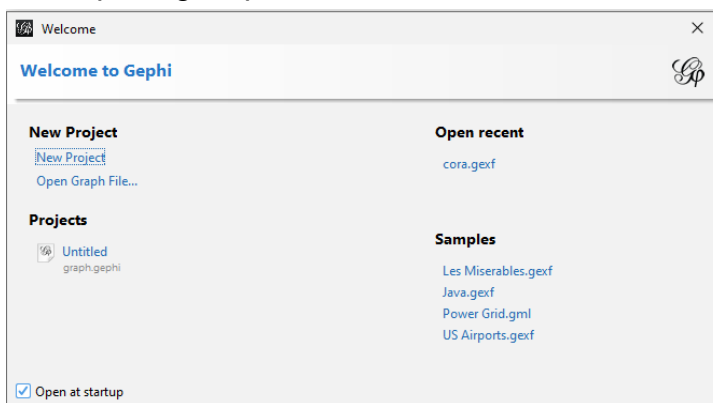 Welcome
Welcome to Gephi
New Project
New Project
Open Graph File...
Projects
Untitled
graph.gephi
Open recent
cora.gexf
Samples
Les Miserables.gexf
Java.gexf
Power Grid.gml
US Airports.gexf
Open at startup